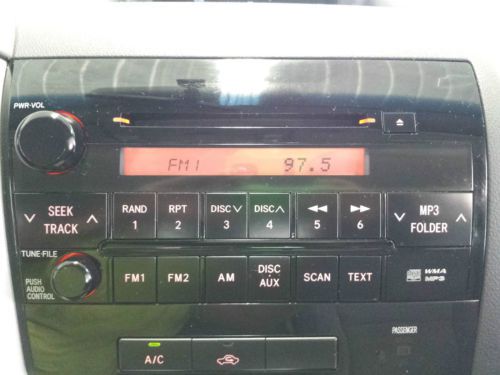 PWR•VOL
FM1 97.5
SEEK TRACK
RAND 1
RPT 2
DISC 3
DISC 4
5
6
MP3 FOLDER
TUNE•FILE
PUSH AUDIO CONTROL
FM1
FM2
AM
DISC•AUX
SCAN
TEXT
WMA
MP3
PASSENGER
A/C